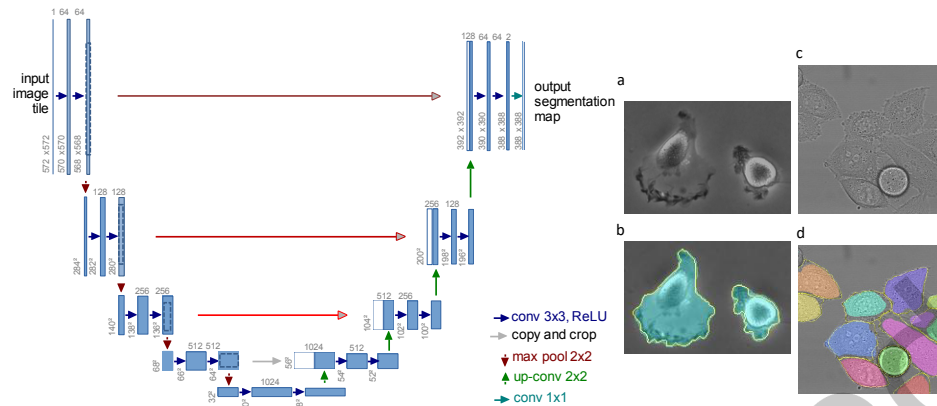 1 64 64
128 64 64 2
input
image
tile
output
segmentation
map
572 x 572
570 x 570
568 x 568
392 x 392
390 x 390
388 x 388
388 x 388
128 128
256 128
284²
282²
280²
200²
198²
196²
256
512 256
140²
138²
136²
104²
102²
100²
512 512
1024 512
68²
66²
64²
56²
54²
52²
1024
32²
conv 3x3, ReLU
copy and crop
max pool 2x2
up-conv 2x2
conv 1x1
a
b
c
d